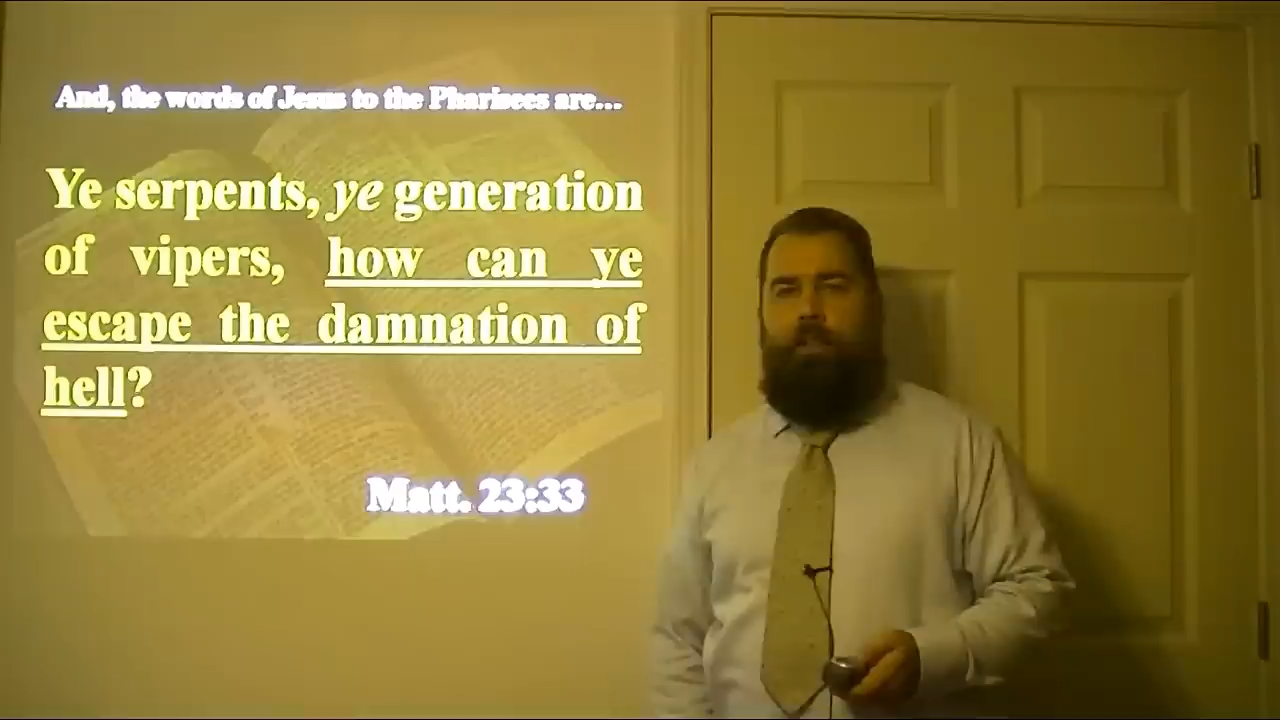 And, the words of Jesus to the Pharisees are...
Ye serpents, ye generation
of vipers, how can ye
escape the damnation of
hell?
Matt. 23:33